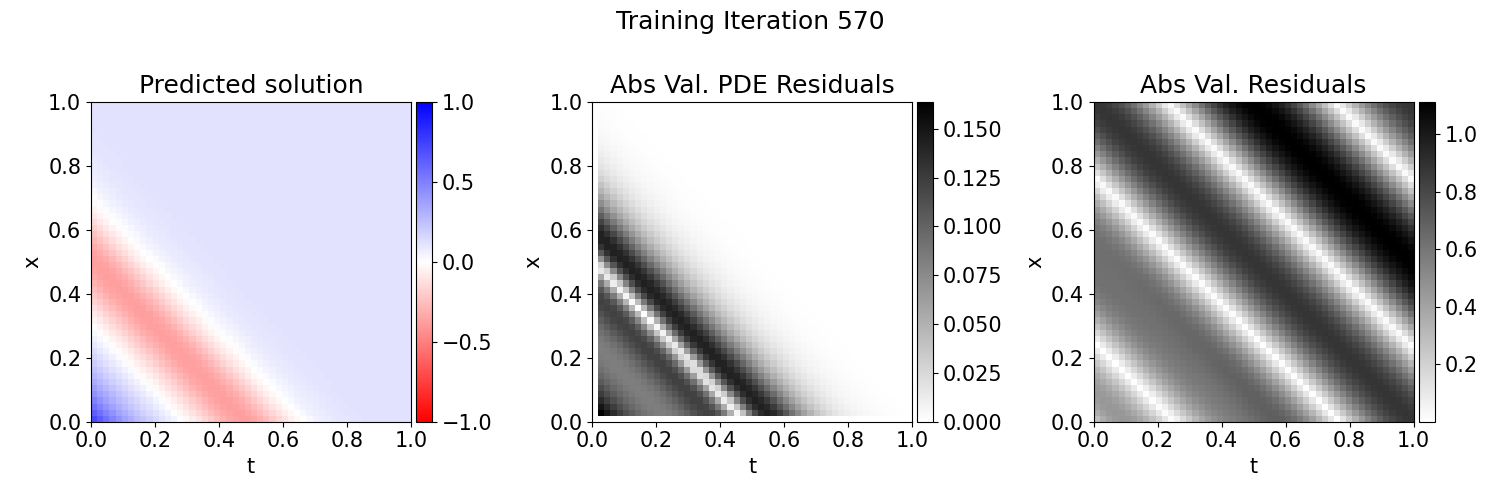 Training Iteration 570
Predicted solution
1.0
0.8
0.6
0.4
0.2
0.0
x
0.0 0.2 0.4 0.6 0.8 1.0
t
1.0
0.5
0.0
−0.5
−1.0
Abs Val. PDE Residuals
1.0
0.8
0.6
0.4
0.2
0.0
x
0.0 0.2 0.4 0.6 0.8 1.0
t
0.150
0.125
0.100
0.075
0.050
0.025
0.000
Abs Val. Residuals
1.0
0.8
0.6
0.4
0.2
0.0
x
0.0 0.2 0.4 0.6 0.8 1.0
t
1.0
0.8
0.6
0.4
0.2